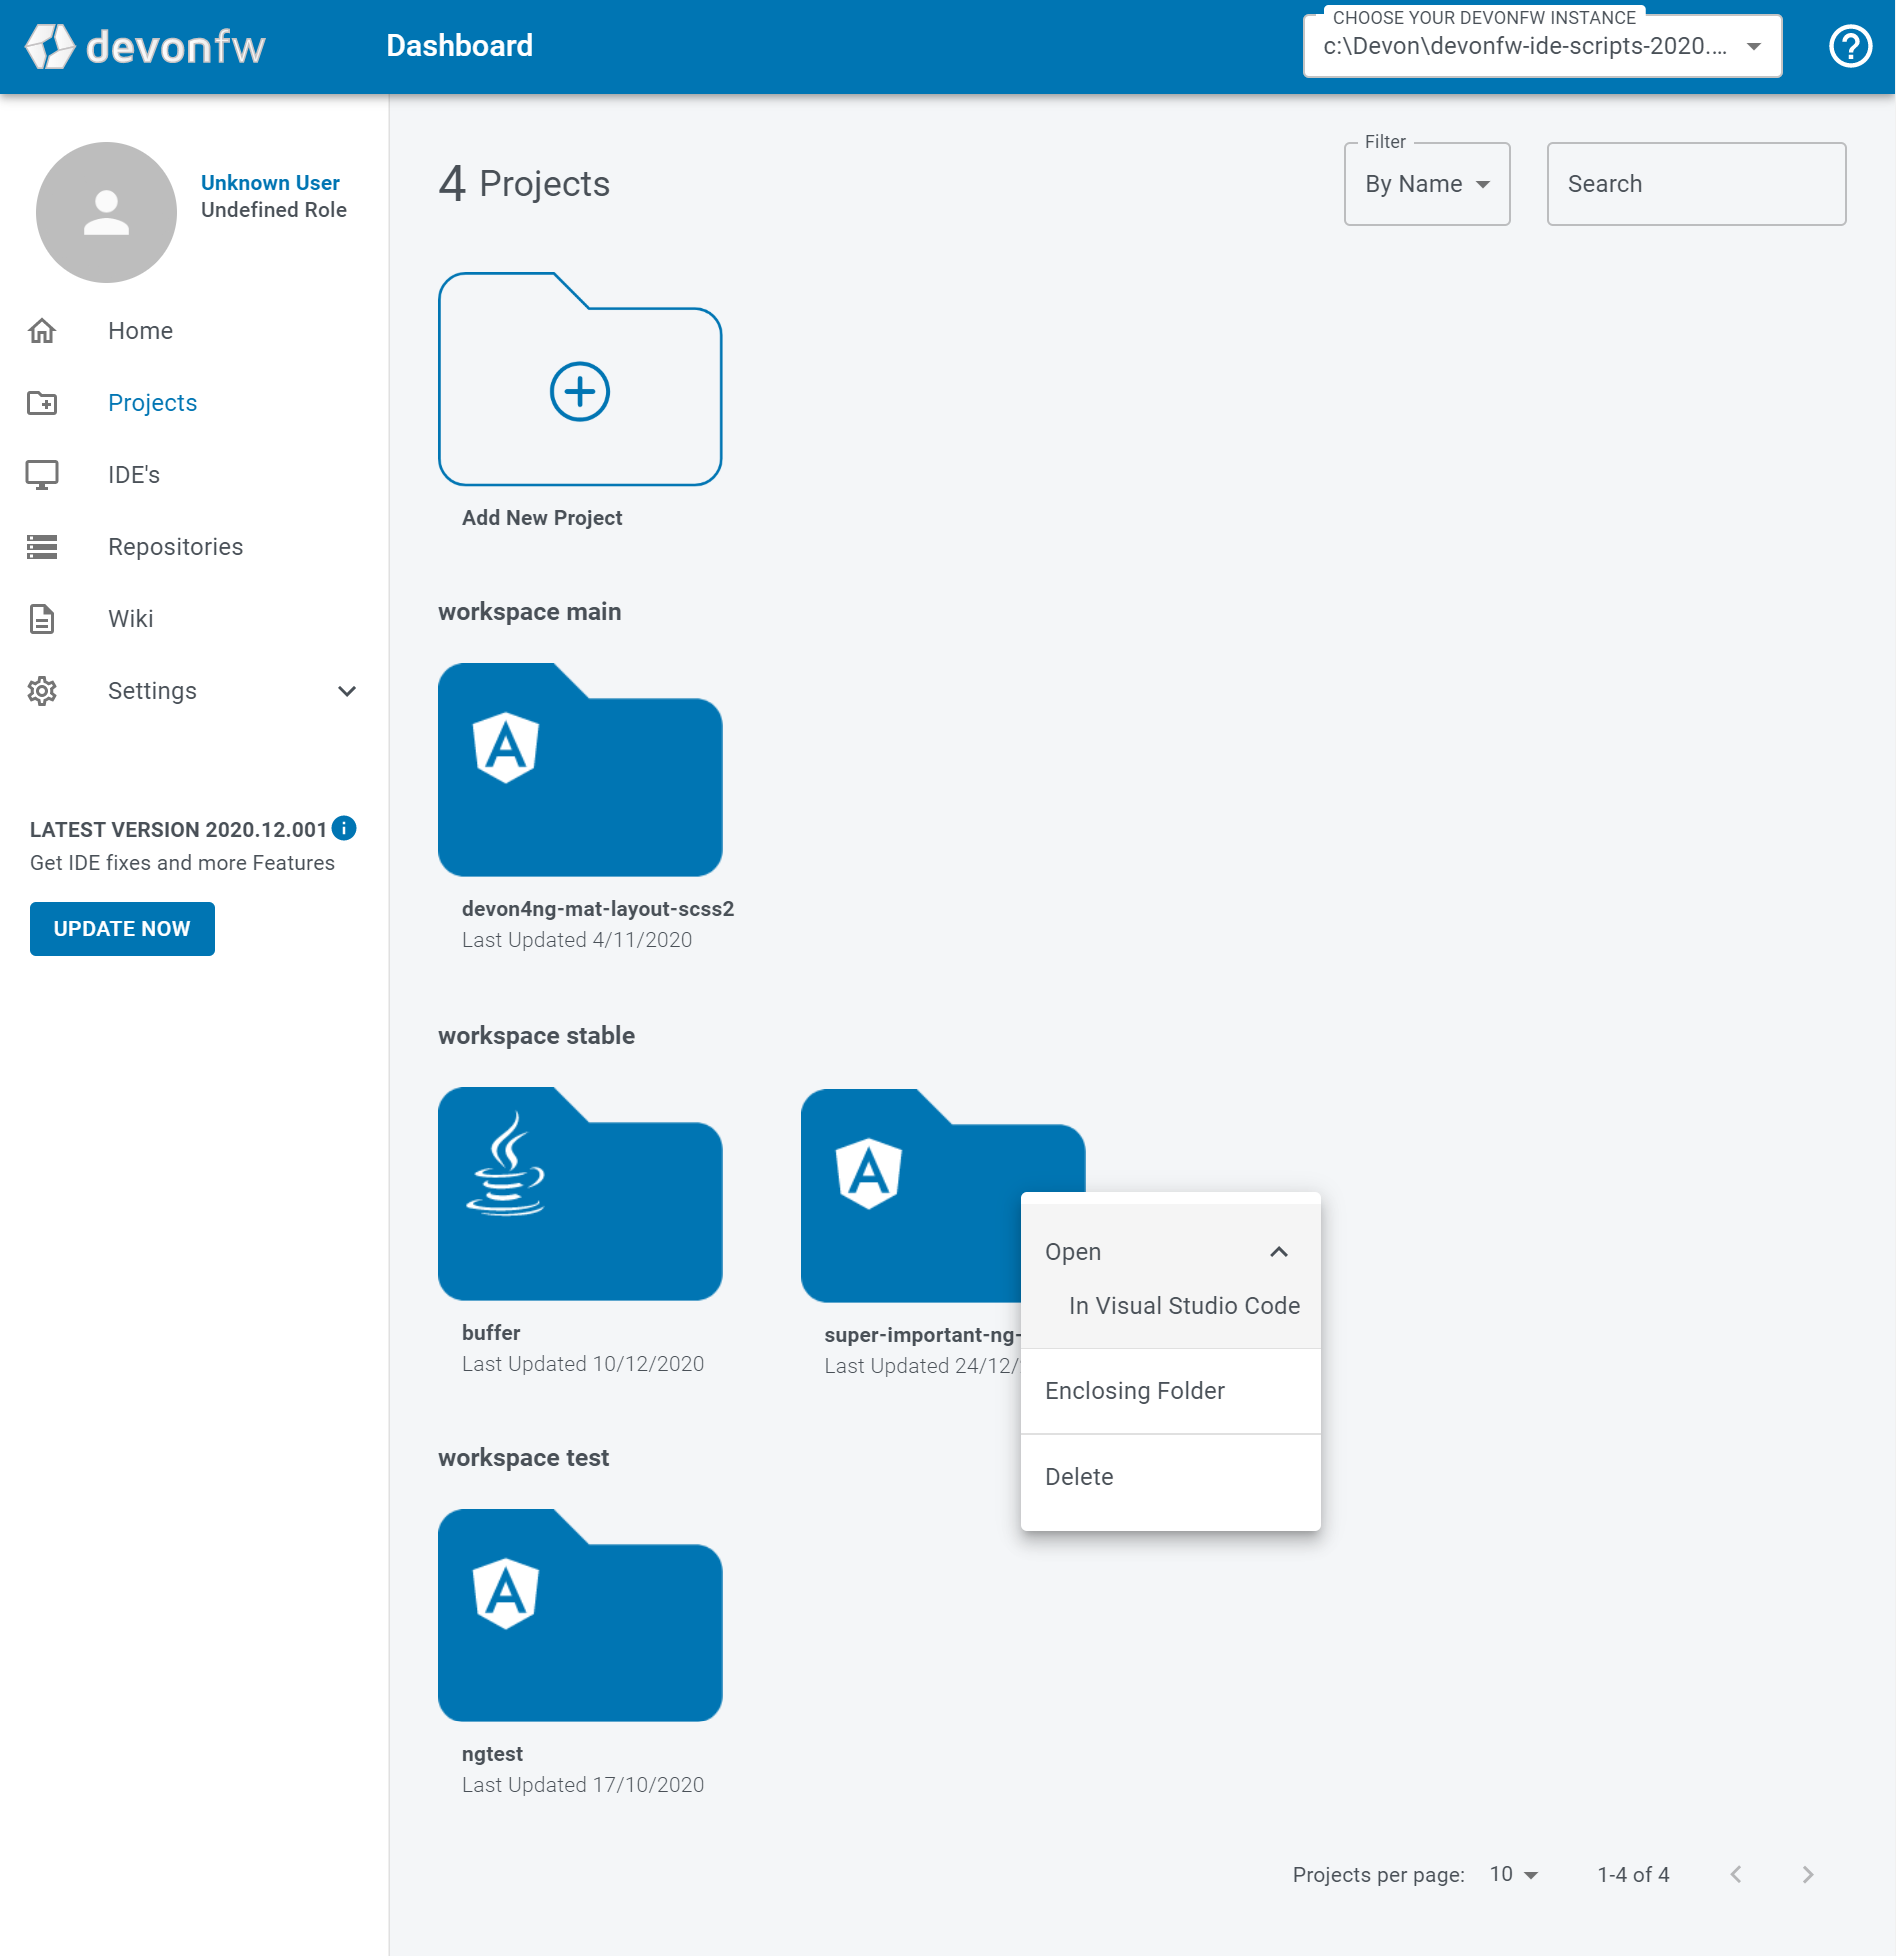 devonfw
Dashboard
CHOOSE YOUR DEVONFW INSTANCE
c:\Devon\devonfw-ide-scripts-2020....
Unknown User
Undefined Role
Home
Projects
IDE's
Repositories
Wiki
Settings
LATEST VERSION 2020.12.001
Get IDE fixes and more Features
UPDATE NOW
4 Projects
Filter
By Name
Search
Add New Project
workspace main
devon4ng-mat-layout-scss2
Last Updated 4/11/2020
workspace stable
buffer
Last Updated 10/12/2020
super-important-ng-
Last Updated 24/12/
Open
In Visual Studio Code
Enclosing Folder
Delete
workspace test
ngtest
Last Updated 17/10/2020
Projects per page: 10
1-4 of 4